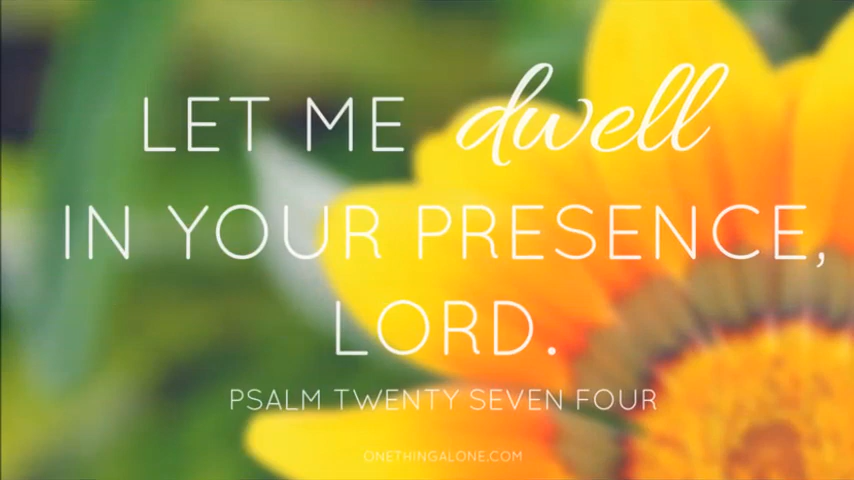 LET ME dwell
IN YOUR PRESENCE,
LORD.
PSALM TWENTY SEVEN FOUR
ONETHINGALONE.COM